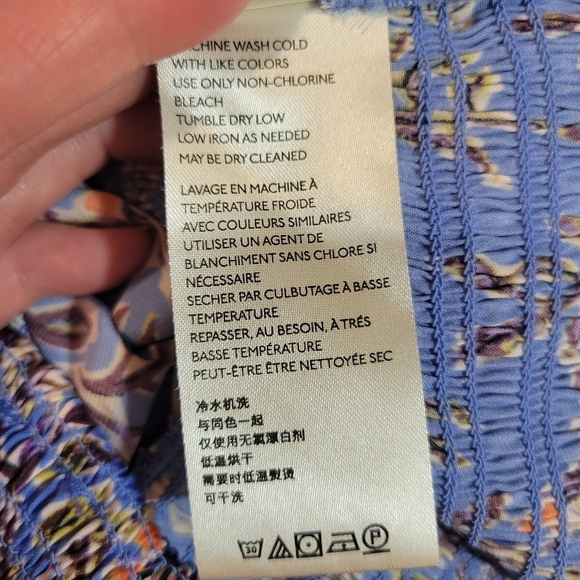 MACHINE WASH COLD
WITH LIKE COLORS
USE ONLY NON-CHLORINE
BLEACH
TUMBLE DRY LOW
LOW IRON AS NEEDED
MAY BE DRY CLEANED
LAVAGE EN MACHINE À
TEMPÉRATURE FROIDE
AVEC COULEURS SIMILAIRES
UTILISER UN AGENT DE
BLANCHIMENT SANS CHLORE SI
NÉCESSAIRE
SECHER PAR CULBUTAGE À BASSE
TEMPERATURE
REPASSER, AU BESOIN, À TRÉS
BASSE TEMPÉRATURE
PEUT-ÊTRE ÊTRE NETTOYÉE SEC
冷水机洗
与同色一起
仅使用无氯漂白剂
低温烘干
需要时低温熨烫
可干洗
30 P